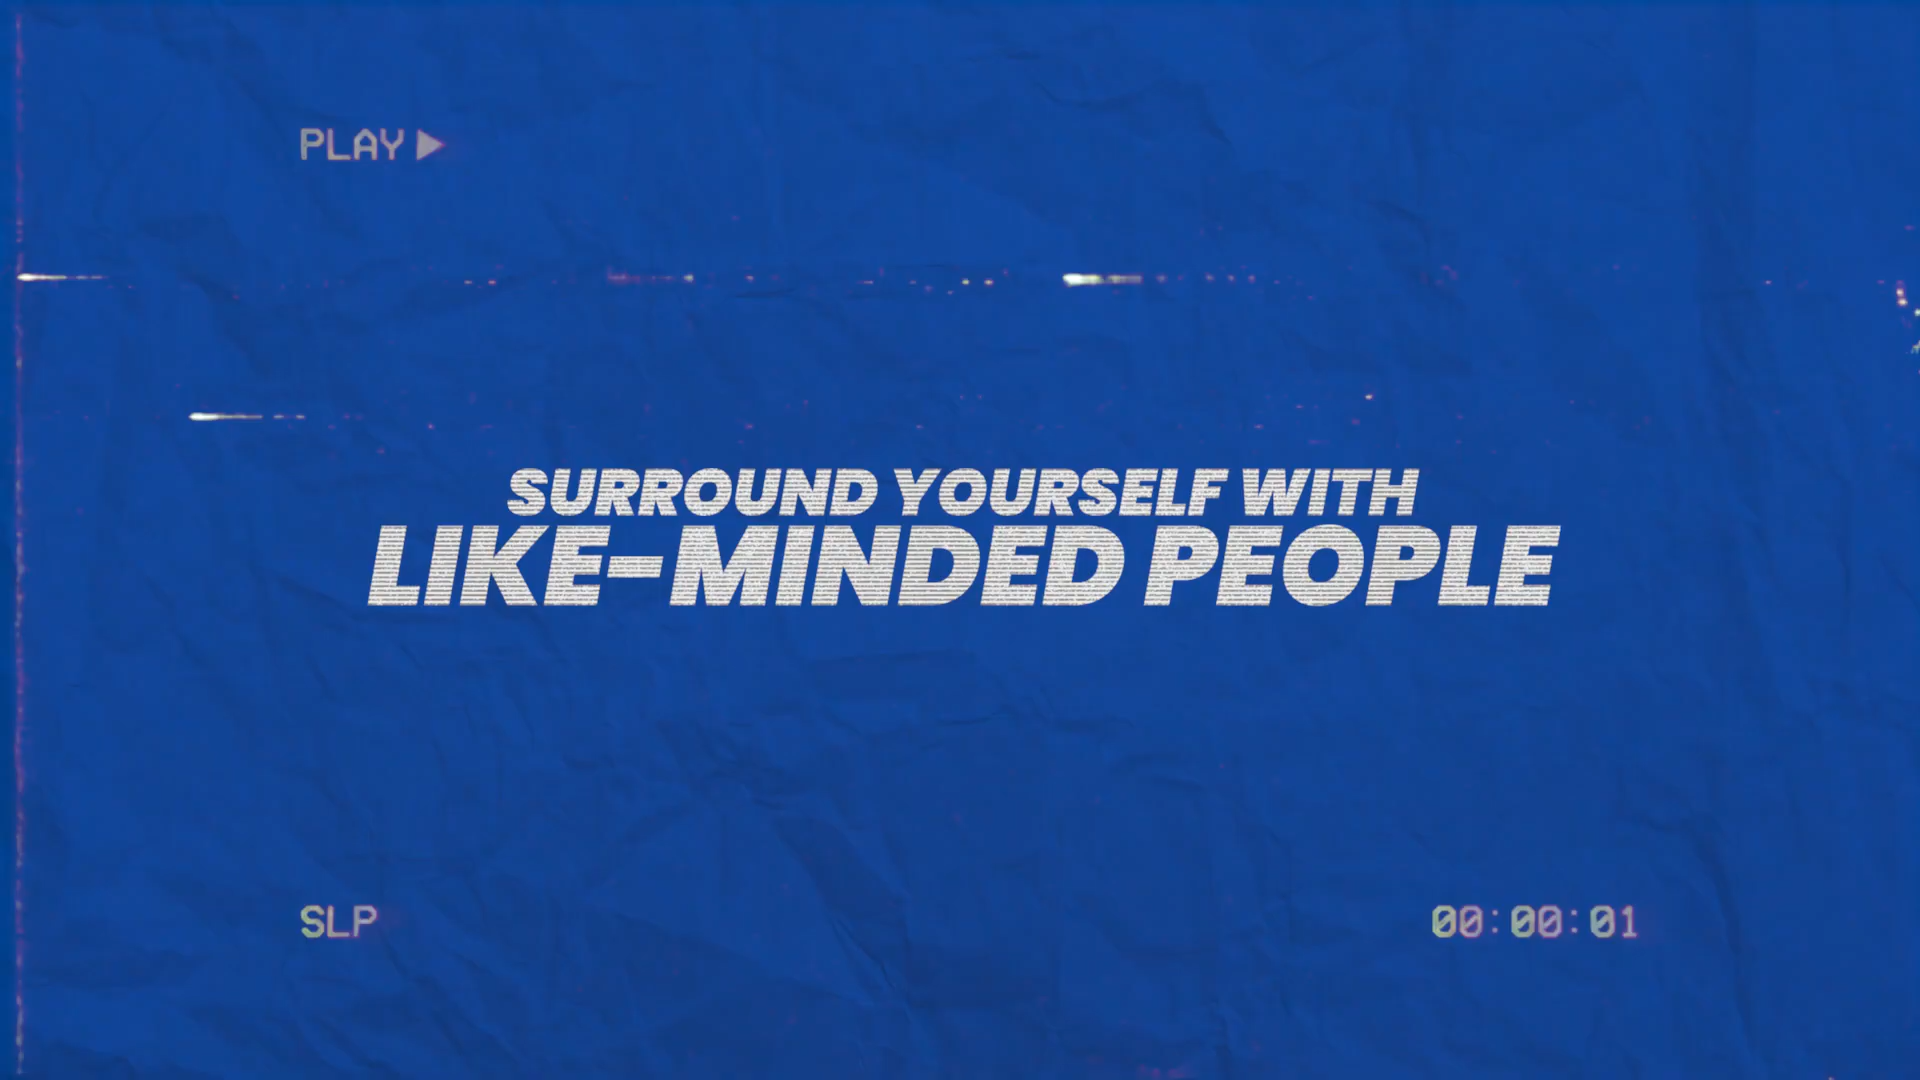 PLAY ▶
SURROUND YOURSELF WITH
LIKE-MINDED PEOPLE
SLP
00:00:01